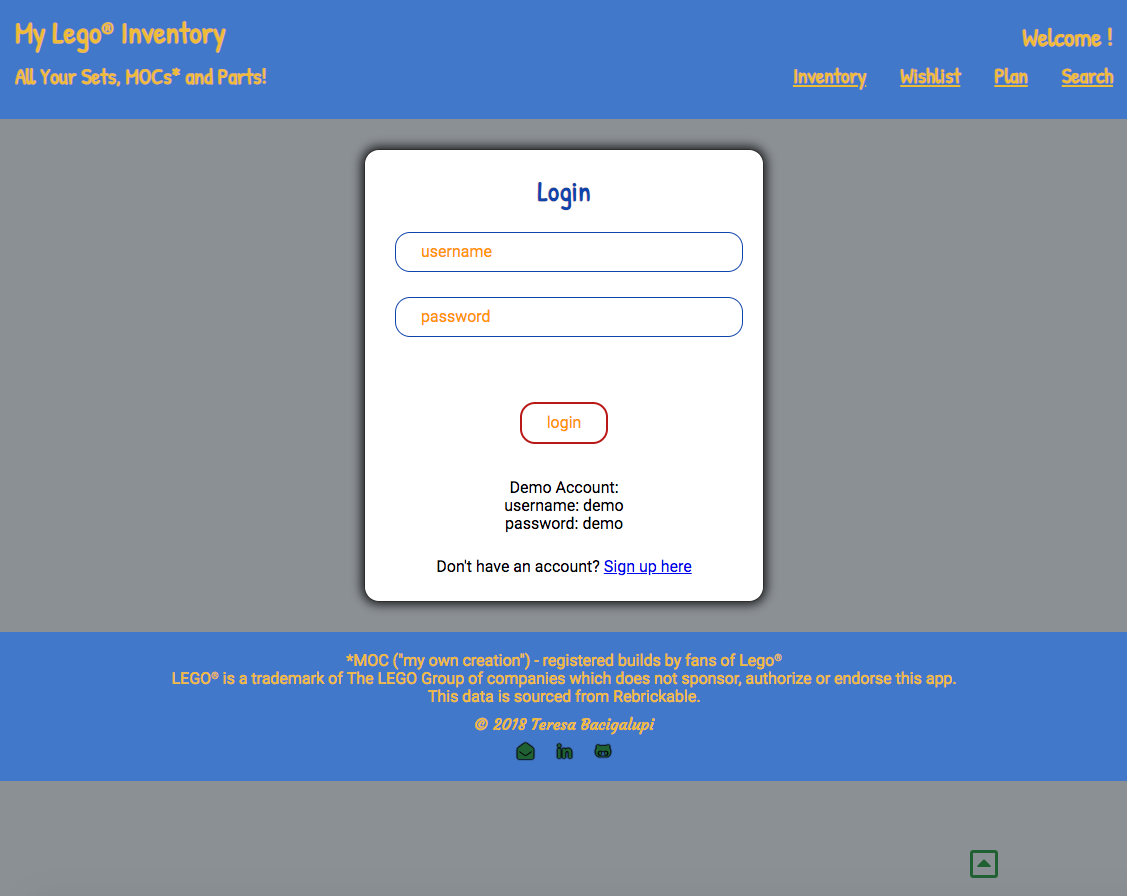 My Lego® Inventory
Welcome !
All Your Sets, MOCs* and Parts!
Inventory Wishlist Plan Search
Login
username
password
login
Demo Account:
username: demo
password: demo
Don't have an account? Sign up here
*MOC ("my own creation") - registered builds by fans of Lego®
LEGO® is a trademark of The LEGO Group of companies which does not sponsor, authorize or endorse this app.
This data is sourced from Rebrickable.
© 2018 Teresa Bacigalupi